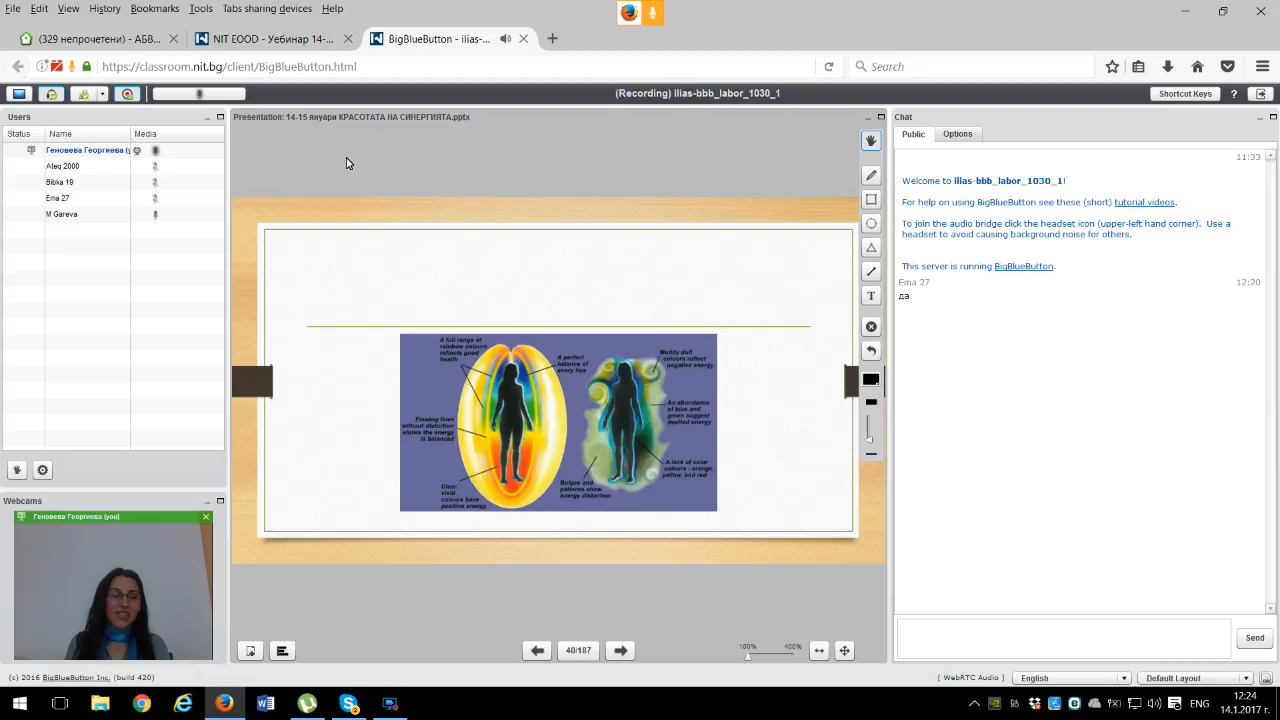 File Edit View History Bookmarks Tools Tabs sharing devices Help
(329 непрочетни) - АБВ...
NIT EOOD - Уебинар 14-...
BigBlueButton - ilias-...
https://classroom.nit.bg/client/BigBlueButton.html
Search
(Recording) ilias-bbb_labor_1030_1
Shortcut Keys
?
Users
Status Name Media
Геновева Георгиева (y
Ateq 2000
Bibka 19
Ema 27
M Gareva
Webcams
Геновева Георгиева (you)
Presentation: 14-15 януари КРАСОТАТА НА СИНЕРГИЯТА.pptx
A full range of
rainbow colours
reflects good
health
A perfect
balance of
every hue
Flowing lines
without distortion
shows the energy
is balanced
Clear,
vivid
colours have
positive energy
Muddy dull
colours reflect
negative energy
An abundance
of blue and
green suggest
depleted energy
A lack of solar
colours - orange,
yellow, and red
Bulges and
patterns show
energy distortion
T
40/187
100% 400%
Chat
Public Options
11:33
Welcome to ilias-bbb_labor_1030_1!
For help on using BigBlueButton see these (short) tutorial videos.
To join the audio bridge click the headset icon (upper-left hand corner). Use a
headset to avoid causing background noise for others.
This server is running BigBlueButton.
Ema 27 12:20
да
Send
(c) 2016 BigBlueButton Inc. (build 420)
[ WebRTC Audio ]
English
Default Layout
ENG
12:24
14.1.2017 г.